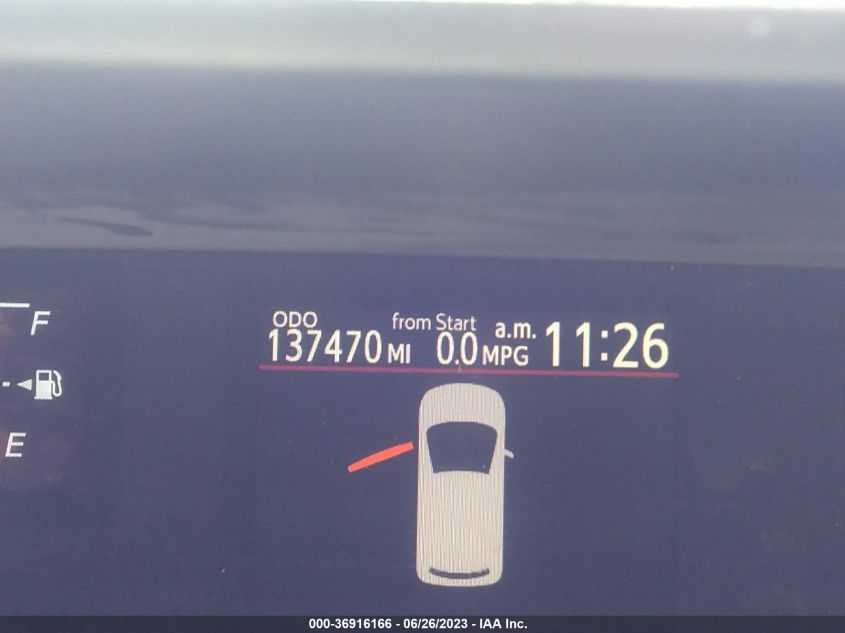 F
E
ODO from Start a.m. 11:26
137470 MI 0.0 MPG
000-36916166 - 06/26/2023 - IAA Inc.